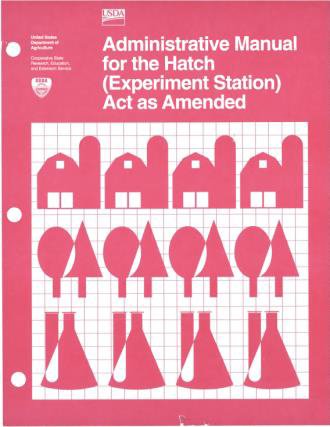 USDA
United States
Department of
Agriculture
Cooperative State
Research, Education,
and Extension Service
Administrative Manual
for the Hatch
(Experiment Station)
Act as Amended